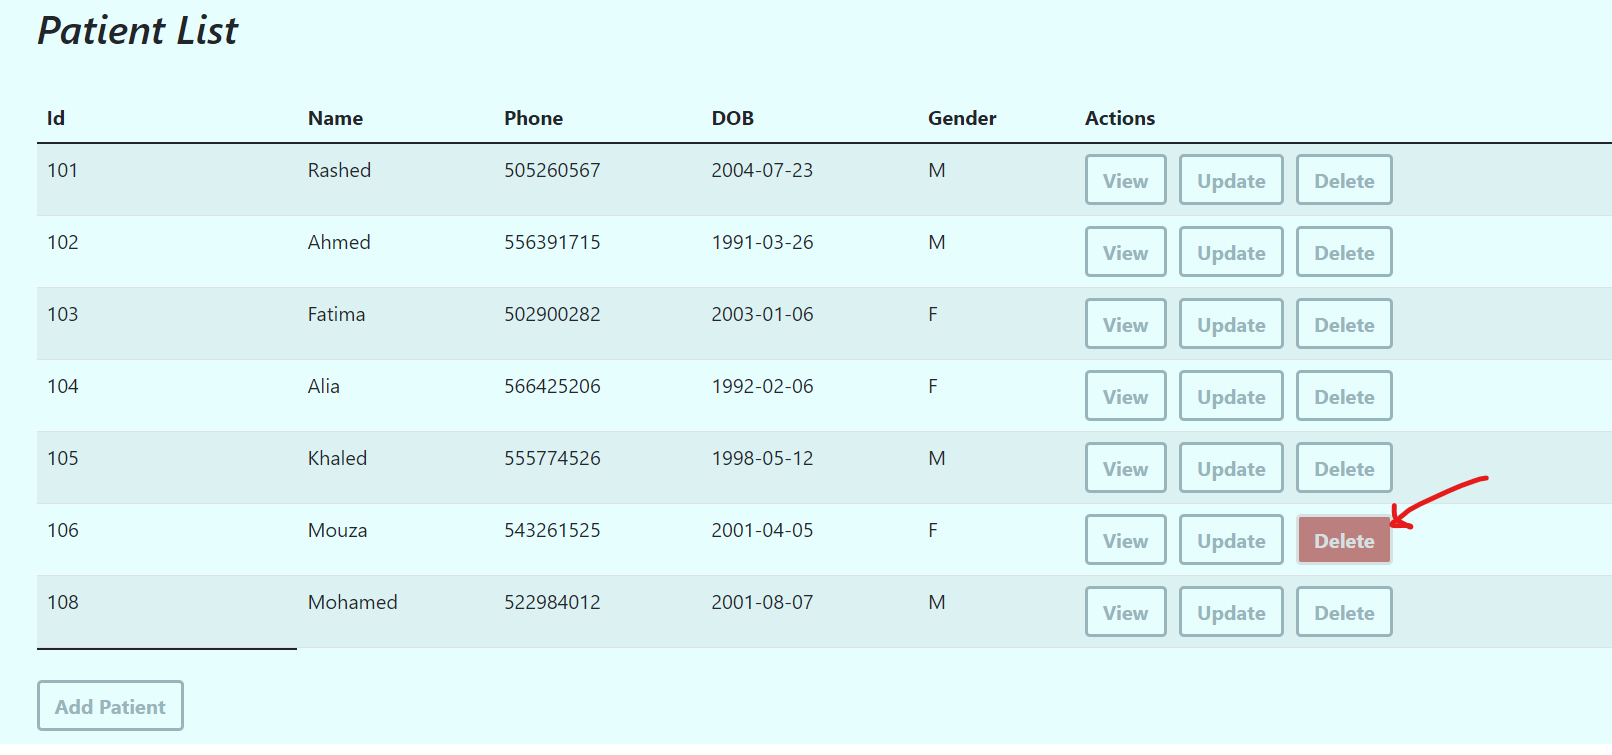 Patient List
Id Name Phone DOB Gender Actions
101 Rashed 505260567 2004-07-23 M View Update Delete
102 Ahmed 556391715 1991-03-26 M View Update Delete
103 Fatima 502900282 2003-01-06 F View Update Delete
104 Alia 566425206 1992-02-06 F View Update Delete
105 Khaled 555774526 1998-05-12 M View Update Delete
106 Mouza 543261525 2001-04-05 F View Update Delete
108 Mohamed 522984012 2001-08-07 M View Update Delete
Add Patient